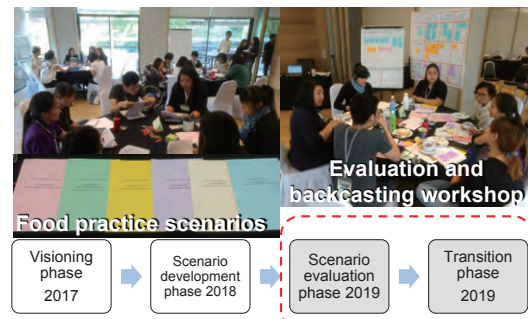 Food practice scenarios
Evaluation and
backcasting workshop
Visioning
phase
2017
Scenario
development
phase 2018
Scenario
evaluation
phase 2019
Transition
phase
2019